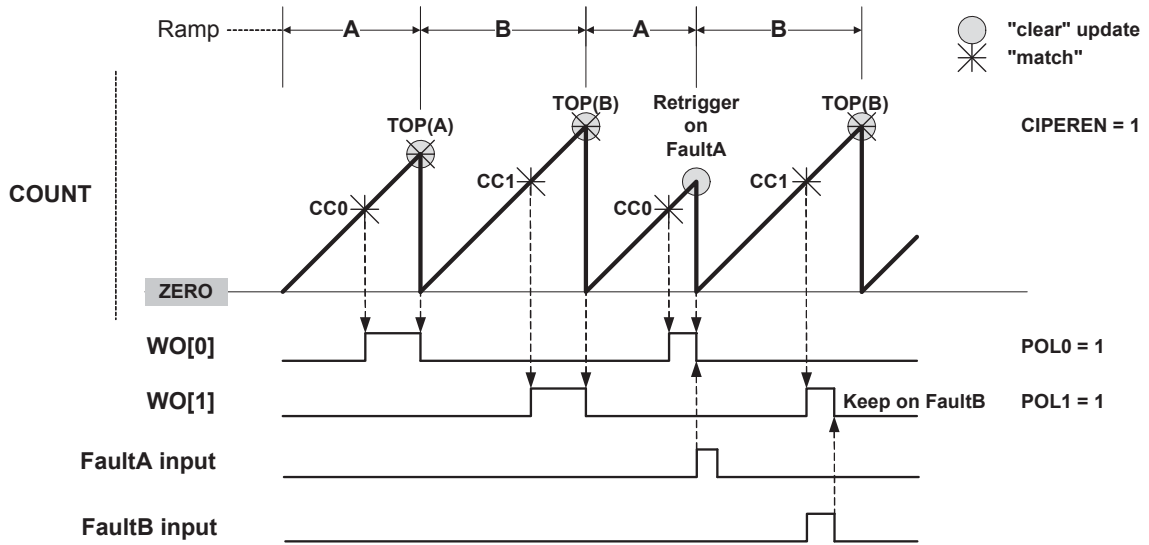 Ramp
A
B
A
B
"clear" update
"match"
TOP(A)
TOP(B)
Retrigger
on
FaultA
TOP(B)
CIPEREN = 1
COUNT
CC0
CC1
CC0
CC1
ZERO
WO[0]
POL0 = 1
WO[1]
Keep on FaultB
POL1 = 1
FaultA input
FaultB input